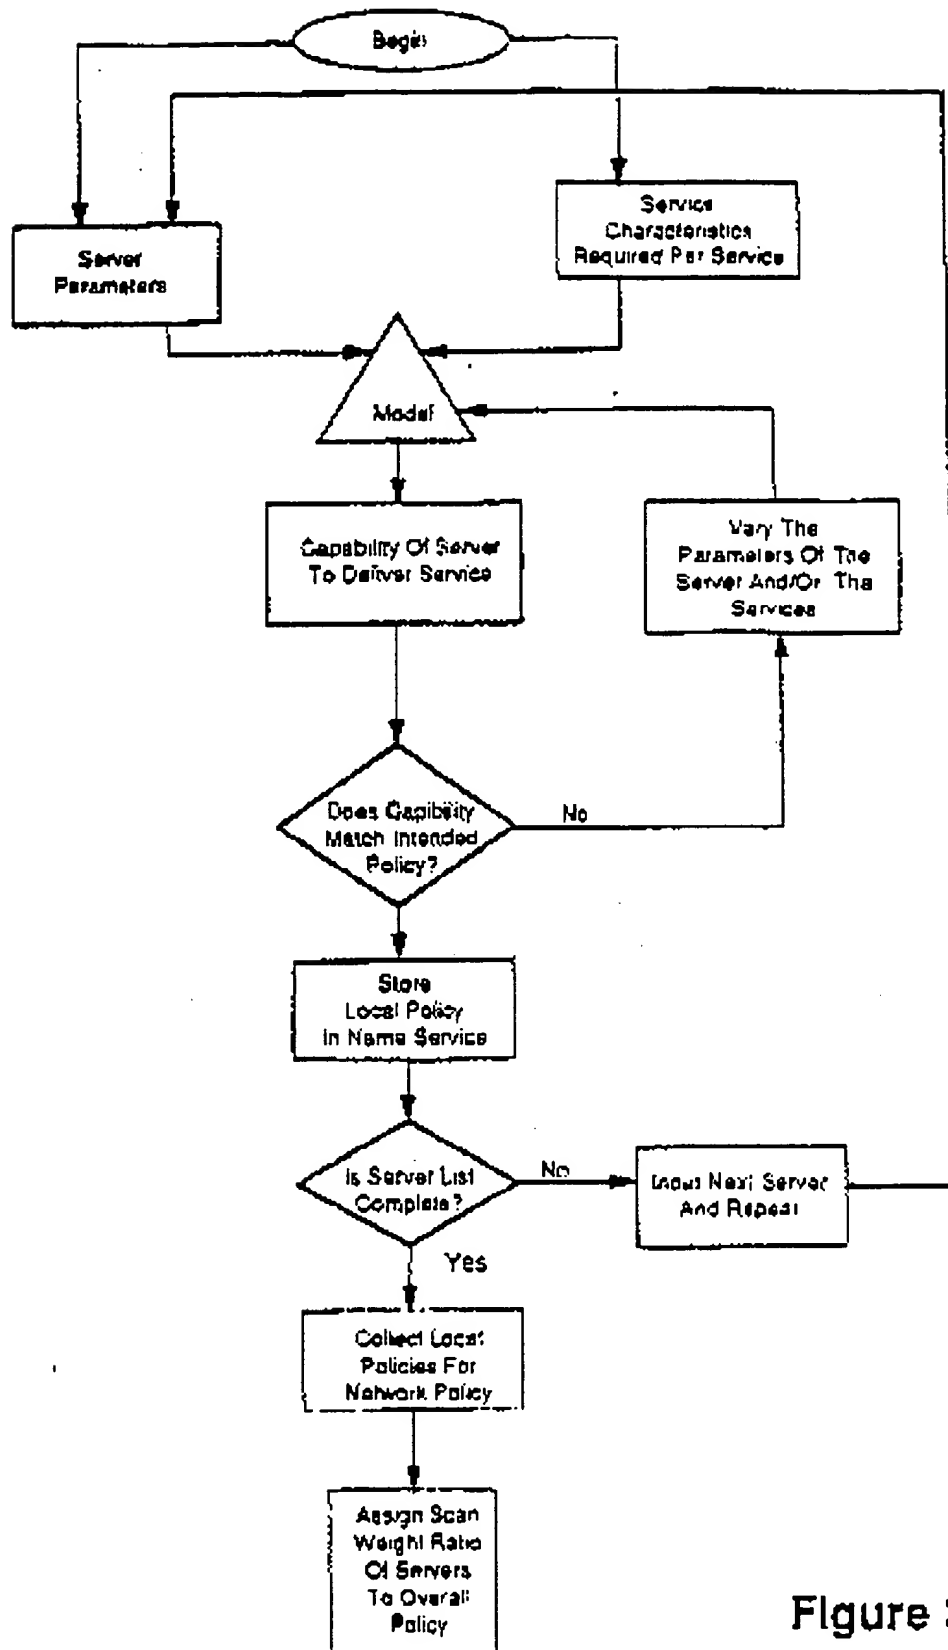 Begin
Server
Parameters
Service
Characteristics
Required Per Service
Model
Capability Of Server
To Deliver Service
Vary The
Parameters Of The
Server And/Or The
Services
Does Capibility
Match Intended
Policy?
No
Store
Local Policy
In Name Service
Is Server List
Complete?
No
Input Next Server
And Repeat
Yes
Collect Local
Policies For
Network Policy
Assign Scan
Weight Ratio
Of Servers
To Overall
Policy
Figure